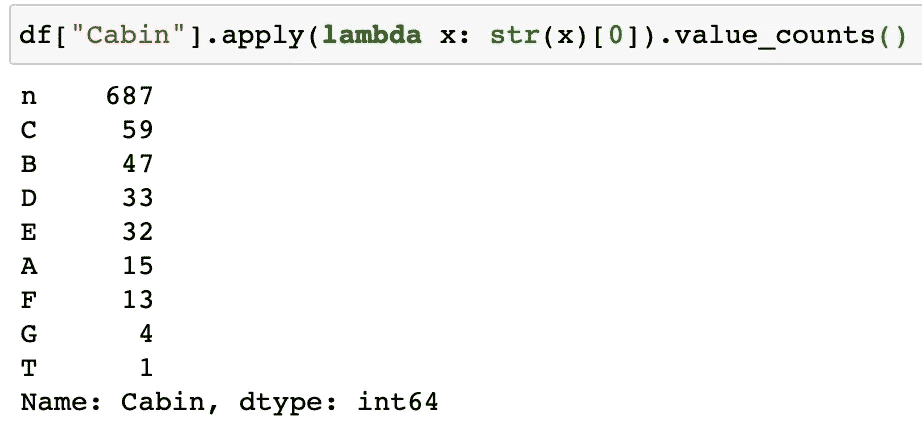 df["Cabin"].apply(lambda x: str(x)[0]).value_counts()
n 687
C 59
B 47
D 33
E 32
A 15
F 13
G 4
T 1
Name: Cabin, dtype: int64